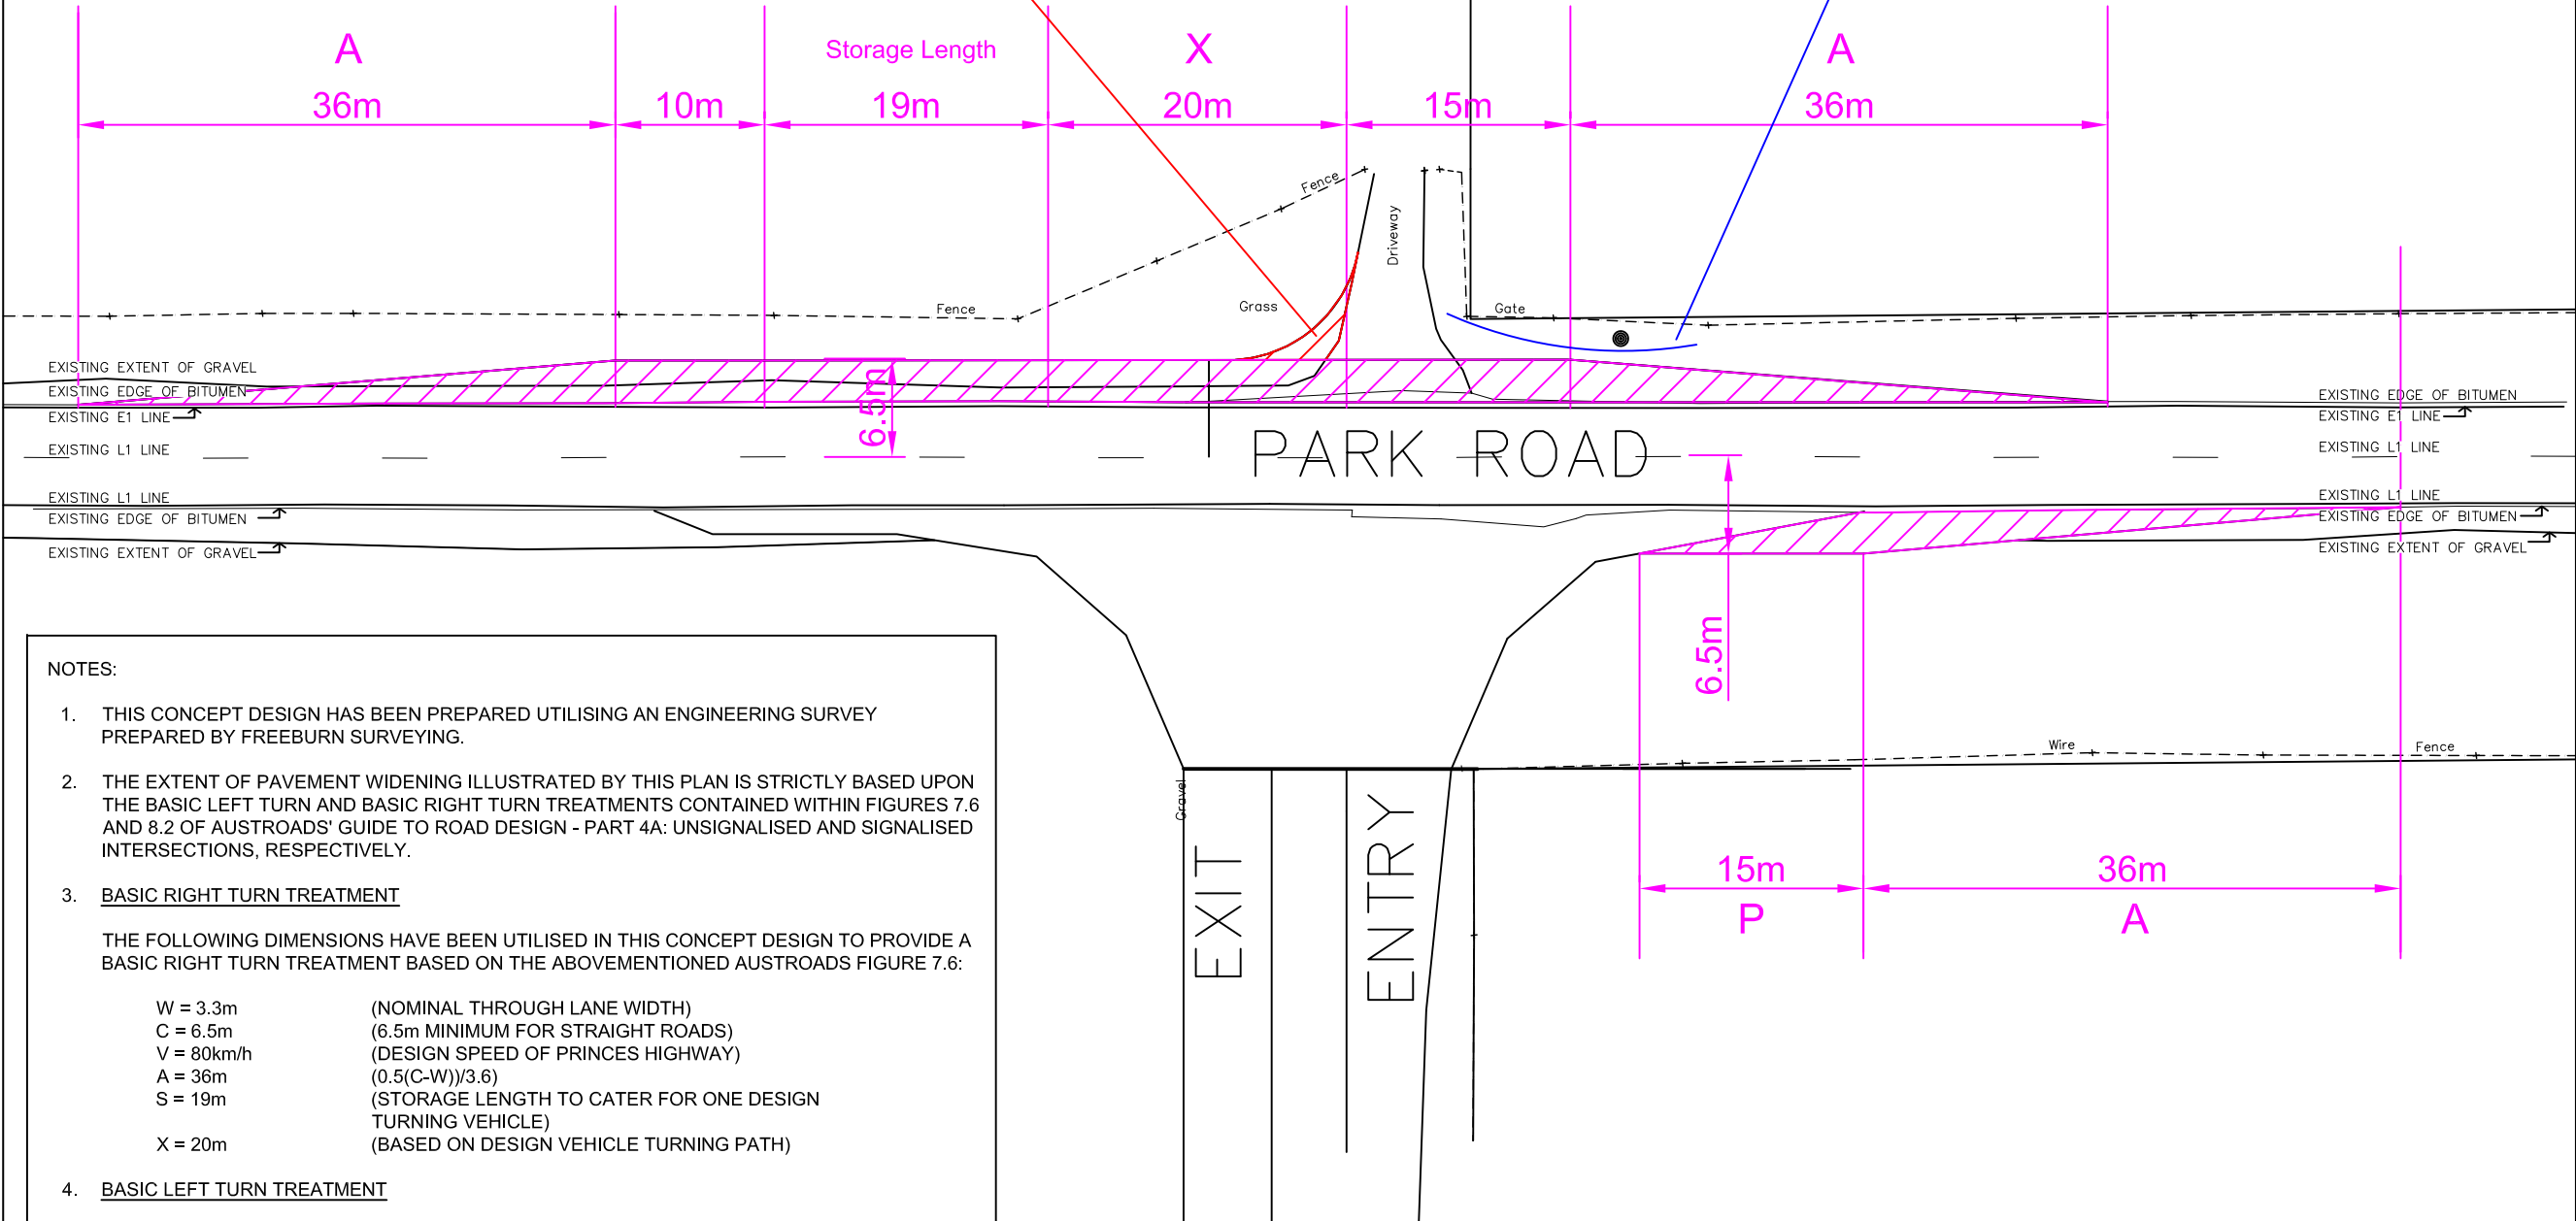 A
Storage Length
X
A
36m
10m
19m
20m
15m
36m
Fence
Driveway
Fence
Grass
Gate
EXISTING EXTENT OF GRAVEL
EXISTING EDGE OF BITUMEN
EXISTING E1 LINE
EXISTING L1 LINE
EXISTING L1 LINE
EXISTING EDGE OF BITUMEN
EXISTING EXTENT OF GRAVEL
6.5m
PARK ROAD
EXISTING EDGE OF BITUMEN
EXISTING E1 LINE
EXISTING L1 LINE
EXISTING L1 LINE
EXISTING EDGE OF BITUMEN
EXISTING EXTENT OF GRAVEL
6.5m
Wire
Fence
Gravel
EXIT
ENTRY
15m
36m
P
A
NOTES:
1. THIS CONCEPT DESIGN HAS BEEN PREPARED UTILISING AN ENGINEERING SURVEY
PREPARED BY FREEBURN SURVEYING.
2. THE EXTENT OF PAVEMENT WIDENING ILLUSTRATED BY THIS PLAN IS STRICTLY BASED UPON
THE BASIC LEFT TURN AND BASIC RIGHT TURN TREATMENTS CONTAINED WITHIN FIGURES 7.6
AND 8.2 OF AUSTROADS' GUIDE TO ROAD DESIGN - PART 4A: UNSIGNALISED AND SIGNALISED
INTERSECTIONS, RESPECTIVELY.
3. BASIC RIGHT TURN TREATMENT
THE FOLLOWING DIMENSIONS HAVE BEEN UTILISED IN THIS CONCEPT DESIGN TO PROVIDE A
BASIC RIGHT TURN TREATMENT BASED ON THE ABOVEMENTIONED AUSTROADS FIGURE 7.6:
W = 3.3m (NOMINAL THROUGH LANE WIDTH)
C = 6.5m (6.5m MINIMUM FOR STRAIGHT ROADS)
V = 80km/h (DESIGN SPEED OF PRINCES HIGHWAY)
A = 36m (0.5(C-W))/3.6)
S = 19m (STORAGE LENGTH TO CATER FOR ONE DESIGN
TURNING VEHICLE)
X = 20m (BASED ON DESIGN VEHICLE TURNING PATH)
4. BASIC LEFT TURN TREATMENT